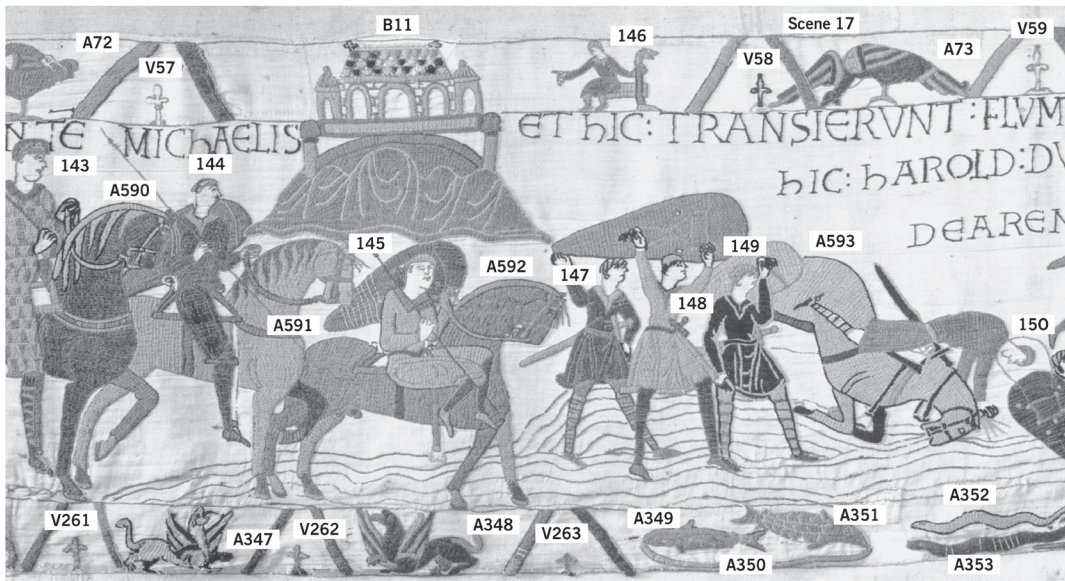 A72
B11
146
Scene 17
V59
V57
V58
A73
NTE MICHAELIS
ET hIC : TRANSIERVNT : FLVM
hIC : hAROLD : DV
DEAREN
143
144
A590
145
A592
147
149
A593
148
A591
150
V261
A347
V262
A348
V263
A349
A351
A350
A352
A353